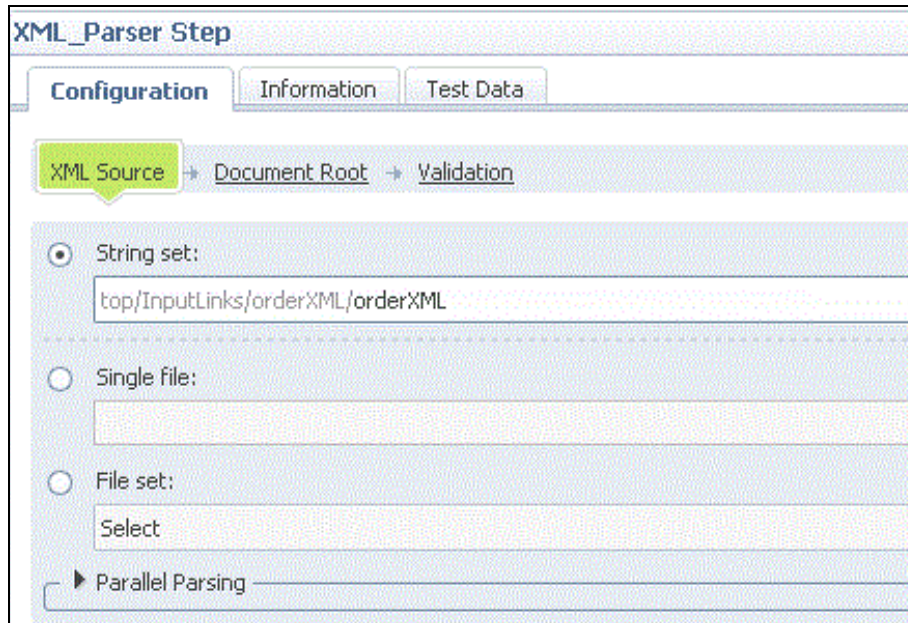 XML_Parser Step
Configuration Information Test Data
XML Source Document Root Validation
String set:
top/InputLinks/orderXML/orderXML
Single file:
File set:
Select
Parallel Parsing